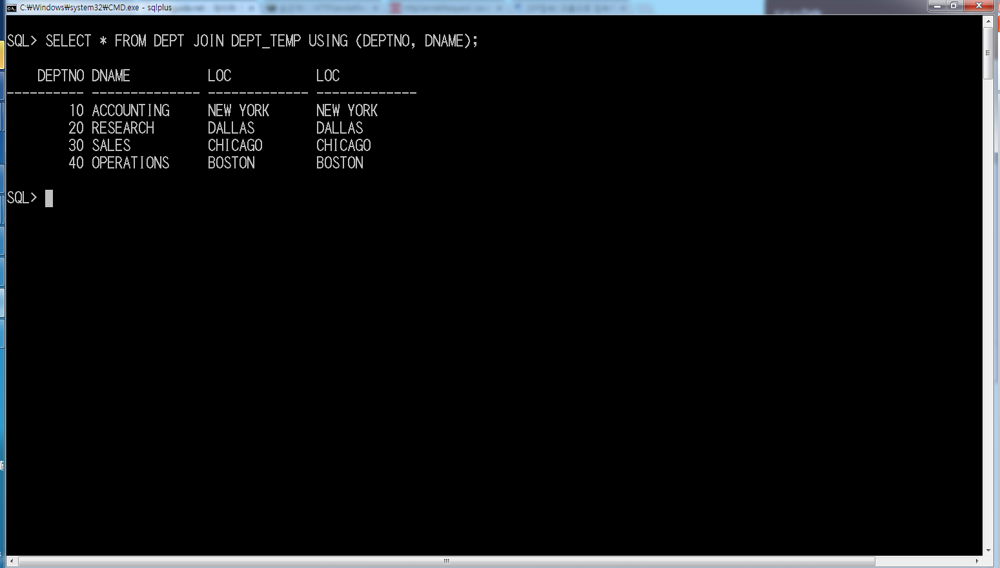 C:₩Windows₩system32₩CMD.exe - sqlplus
SQL> SELECT * FROM DEPT JOIN DEPT_TEMP USING (DEPTNO, DNAME);
    DEPTNO DNAME          LOC           LOC
---------- -------------- ------------- -------------
        10 ACCOUNTING     NEW YORK      NEW YORK
        20 RESEARCH       DALLAS        DALLAS
        30 SALES          CHICAGO       CHICAGO
        40 OPERATIONS     BOSTON        BOSTON
SQL>